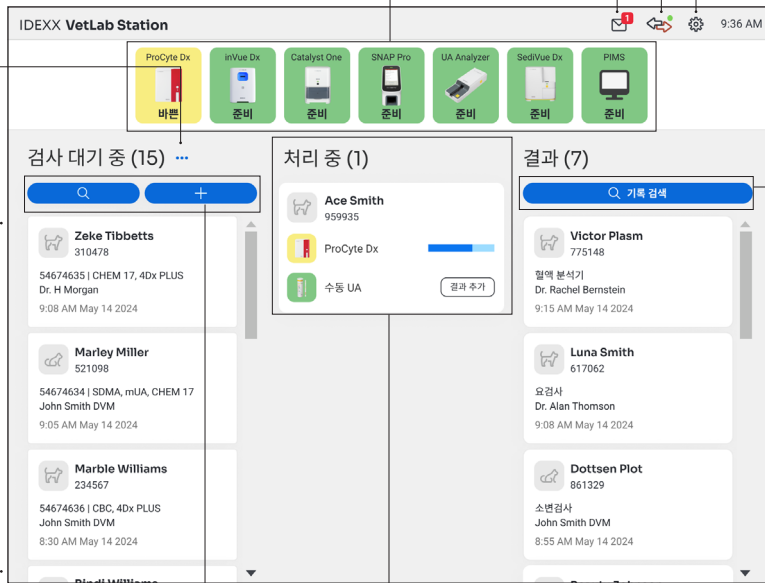 IDEXX VetLab Station
1
9:36 AM
ProCyte Dx
바쁜
inVue Dx
준비
Catalyst One
준비
SNAP Pro
준비
UA Analyzer
준비
SediVue Dx
준비
PIMS
준비
검사 대기 중 (15) •••
Zeke Tibbetts
310478
54674635 | CHEM 17, 4Dx PLUS
Dr. H Morgan
9:08 AM May 14 2024
Marley Miller
521098
54674634 | SDMA, mUA, CHEM 17
John Smith DVM
9:05 AM May 14 2024
Marble Williams
234567
54674636 | CBC, 4Dx PLUS
John Smith DVM
8:30 AM May 14 2024
처리 중 (1)
Ace Smith
959935
ProCyte Dx
수동 UA
결과 추가
결과 (7)
기록 검색
Victor Plasm
775148
혈액 분석기
Dr. Rachel Bernstein
9:15 AM May 14 2024
Luna Smith
617062
요검사
Dr. Alan Thomson
9:08 AM May 14 2024
Dottsen Plot
861329
소변검사
John Smith DVM
8:55 AM May 14 2024